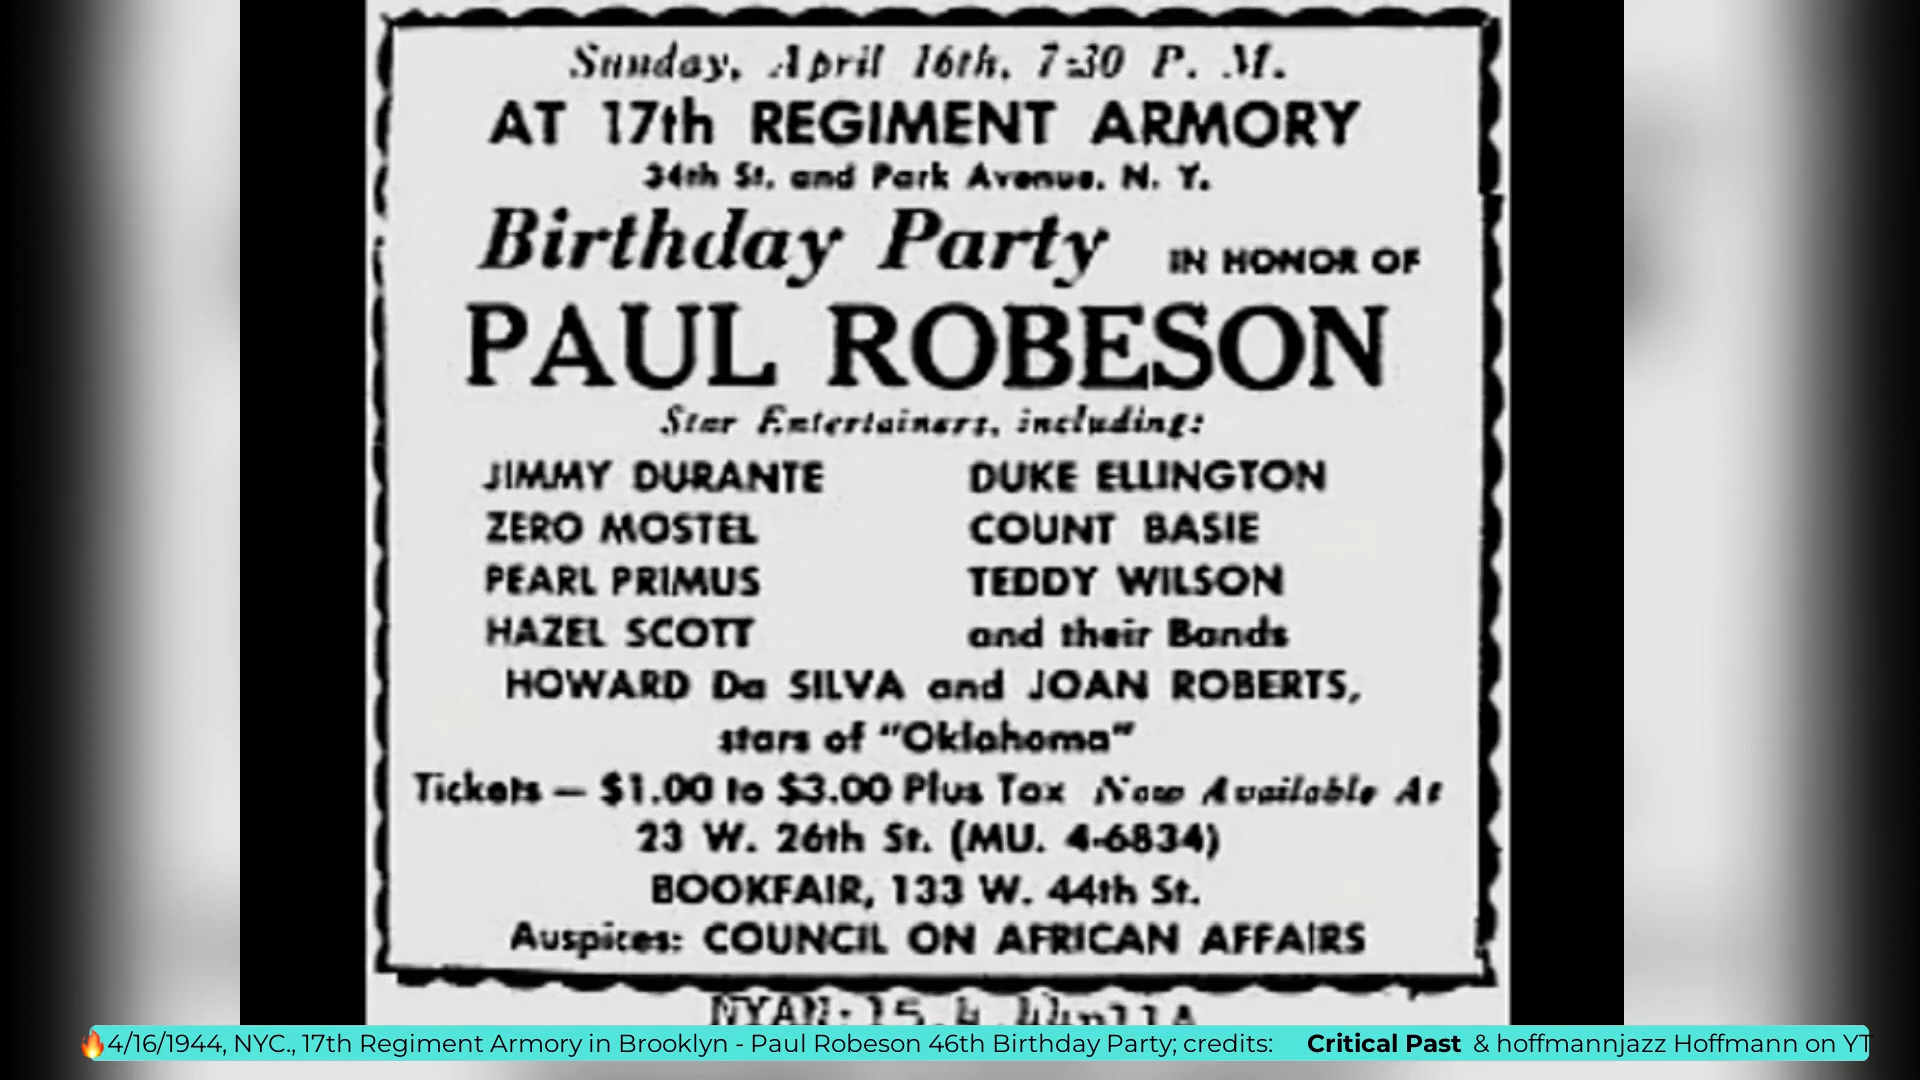 Sunday, April 16th, 7:30 P. M.
AT 17th REGIMENT ARMORY
34th St. and Park Avenue, N. Y.
Birthday Party IN HONOR OF
PAUL ROBESON
Star Entertainers, including:
JIMMY DURANTE DUKE ELLINGTON
ZERO MOSTEL COUNT BASIE
PEARL PRIMUS TEDDY WILSON
HAZEL SCOTT and their Bands
HOWARD Da SILVA and JOAN ROBERTS,
stars of "Oklahoma"
Tickets — $1.00 to $3.00 Plus Tax Now Available At
23 W. 26th St. (MU. 4-6834)
BOOKFAIR, 133 W. 44th St.
Auspices: COUNCIL ON AFRICAN AFFAIRS
🔥4/16/1944, NYC., 17th Regiment Armory in Brooklyn - Paul Robeson 46th Birthday Party; credits: Critical Past & hoffmannjazz Hoffmann on YT